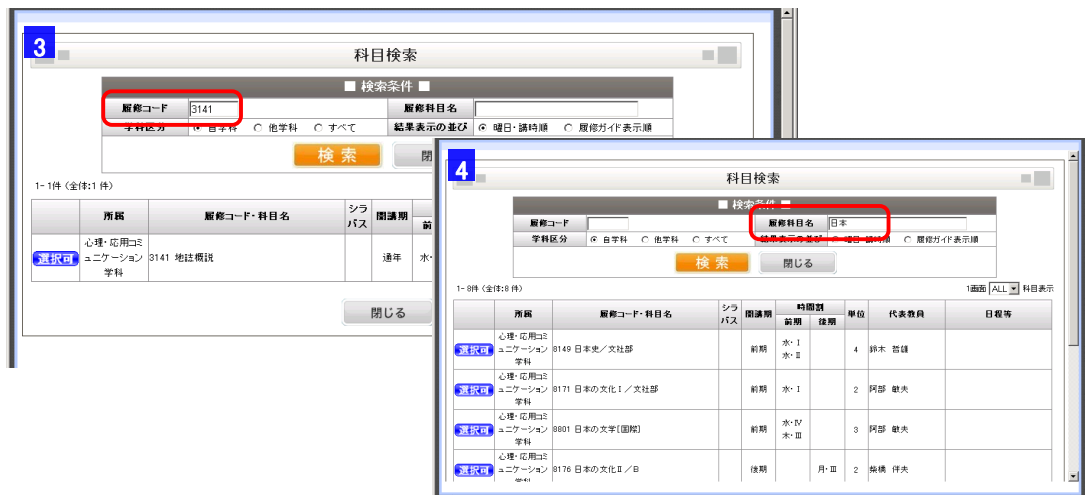 3
科目検索
■ 検索条件 ■
履修コード 3141 履修科目名
学科区分 自学科 他学科 すべて 結果表示の並び 曜日・講時順 履修ガイド表示順
検索 閉
1-1件 (全体:1 件)
所属 履修コード・科目名 シラバス 開講期 前
選択可 心理・応用コミュニケーション学科 3141 地誌概説 通年 水・
閉じる
4
科目検索
■ 検索条件 ■
履修コード 履修科目名 日本
学科区分 自学科 他学科 すべて 結果表示の並び 曜日・講時順 履修ガイド表示順
検索 閉じる
1-8件 (全体:8 件) 1画面 ALL 科目表示
所属 履修コード・科目名 シラバス 開講期 時間割 前期 後期 単位 代表教員 日程等
選択可 心理・応用コミュニケーション学科 8149 日本史/文社部 前期 水・Ⅰ 水・Ⅱ 4 鈴木 哲雄
選択可 心理・応用コミュニケーション学科 8171 日本の文化Ⅰ/文社部 前期 水・Ⅰ 2 阿部 敏夫
選択可 心理・応用コミュニケーション学科 8801 日本の文学[国際] 前期 水・Ⅳ 木・Ⅲ 3 阿部 敏夫
選択可 心理・応用コミュニケーション学科 8176 日本の文化Ⅱ/B 後期 月・Ⅲ 2 柴橋 伴夫